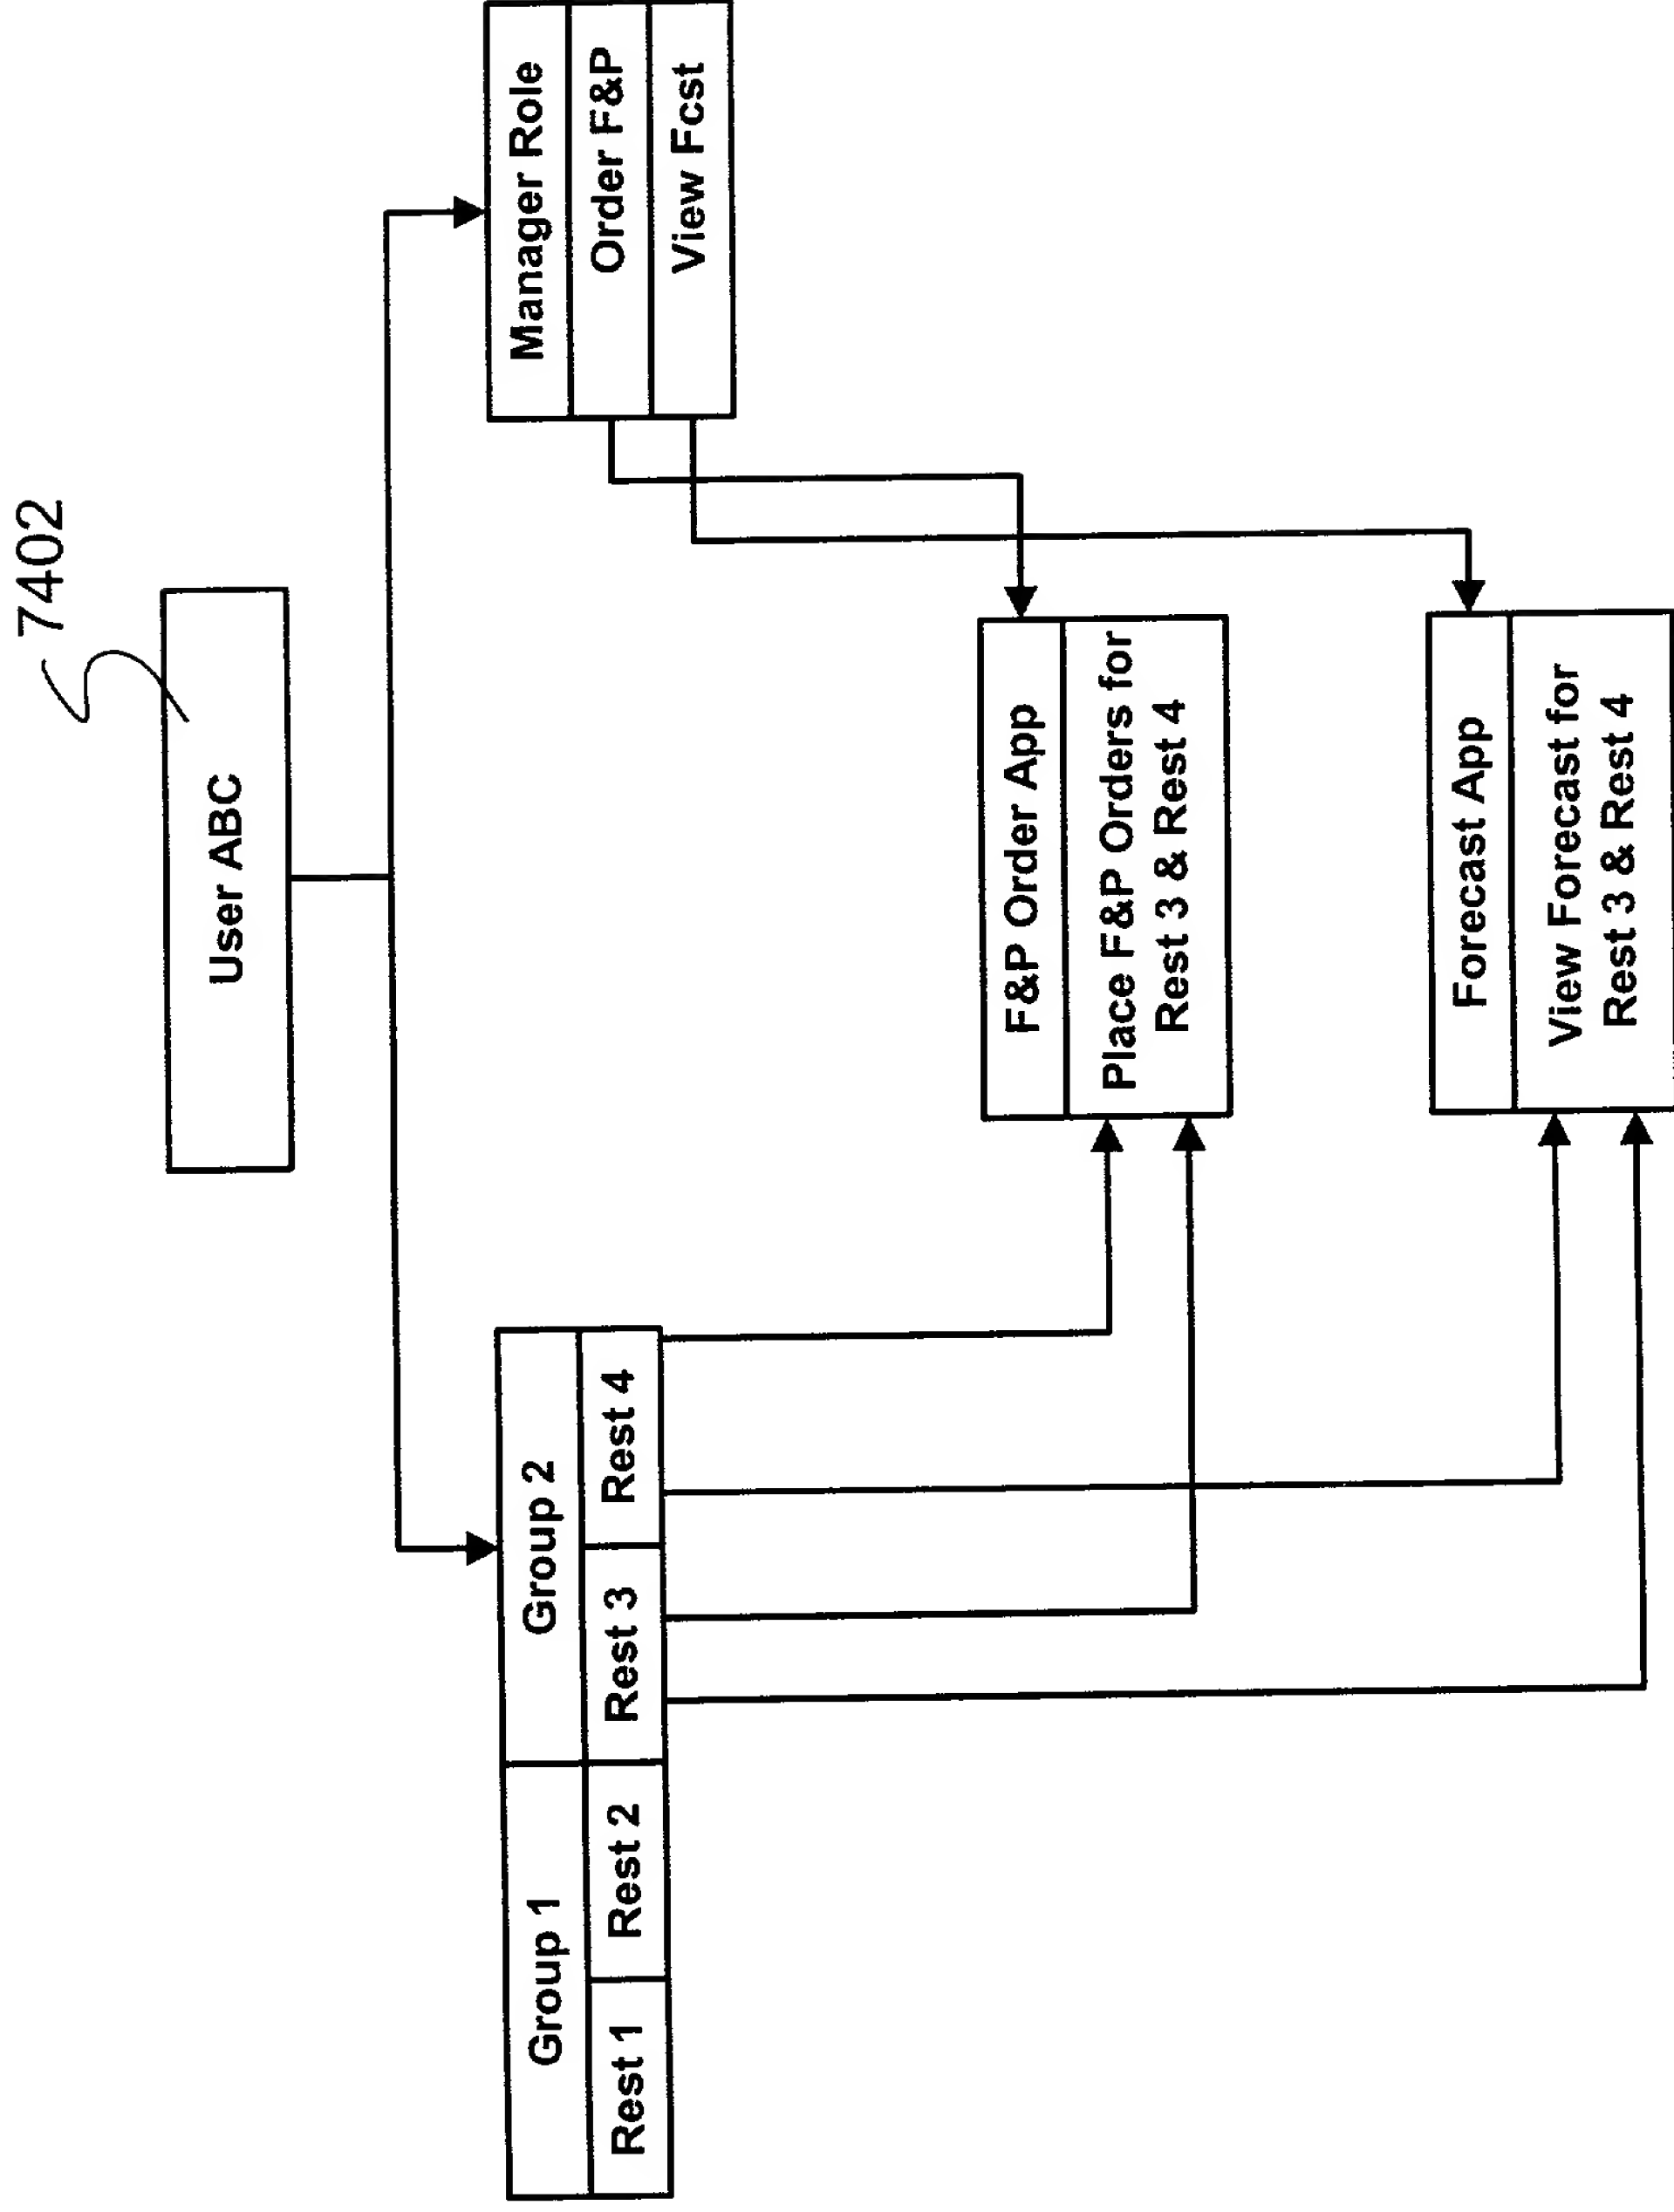 7402
User ABC
Group 1
Group 2
Rest 1
Rest 2
Rest 3
Rest 4
Manager Role
Order F&P
View Fcst
F&P Order App
Place F&P Orders for
Rest 3 & Rest 4
Forecast App
View Forecast for
Rest 3 & Rest 4